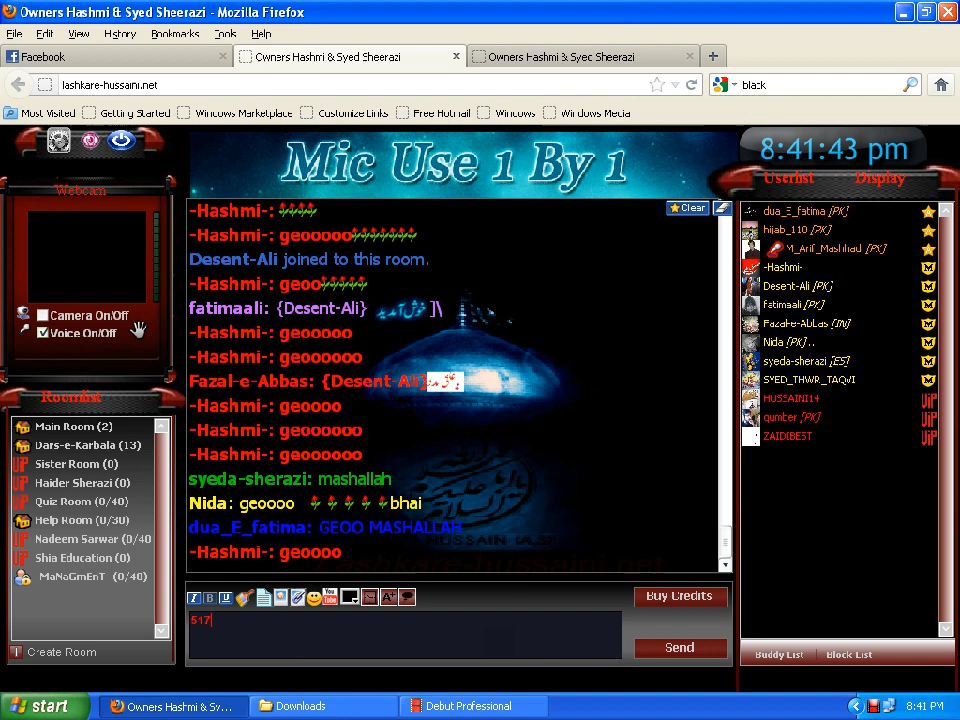 Owners Hashmi & Syed Sheerazi - Mozilla Firefox
File Edit View History Bookmarks Tools Help
Facebook
Owners Hashmi & Syed Sheerazi
Owners Hashmi & Syed Sheerazi
lashkare-hussaini.net
black
Most Visited Getting Started Windows Marketplace Customize Links Free Hotmail Windows Windows Media
Mic Use 1 By 1
8:41:43 pm
Webcam
Userlist Display
Camera On/Off
Voice On/Off
Roomlist
Main Room (2)
Dars-e-Karbala (13)
Sister Room (0)
Haider Sherazi (0)
Quiz Room (0/40)
Help Room (0/30)
Nadeem Sarwar (0/40
Shia Education (0)
MaNaGmEnT (0/40)
Create Room
Clear
-Hashmi-:
-Hashmi-: geooooo
Desent-Ali joined to this room.
-Hashmi-: geoo
fatimaali: {Desent-Ali} خوش آمدید ]\
-Hashmi-: geooooo
-Hashmi-: geoooooo
Fazal-e-Abbas: {Desent-Ali} یا علی مدد
-Hashmi-: geoooo
-Hashmi-: geoooooo
-Hashmi-: geoooooo
syeda-sherazi: mashallah
Nida: geoooo bhai
dua_E_fatima: GEOO MASHALLAH
-Hashmi-: geoooo
I B U
You Tube
A+
Buy Credits
517
Send
dua_E_fatima [PK]
hijab_110 [PK]
M_Arif_Mashhad [PK]
-Hashmi-
Desent-Ali [PK]
fatimaali [PK]
Fazal-e-Abbas [IN]
Nida [PK]..
syeda-sherazi [ES]
SYED_THWR_TAQVI
HUSSAINI14 ViP
qumber [PK] ViP
ZAIDIBEST ViP
Buddy List Block List
start
Owners Hashmi & Sy...
Downloads
Debut Professional
8:41 PM